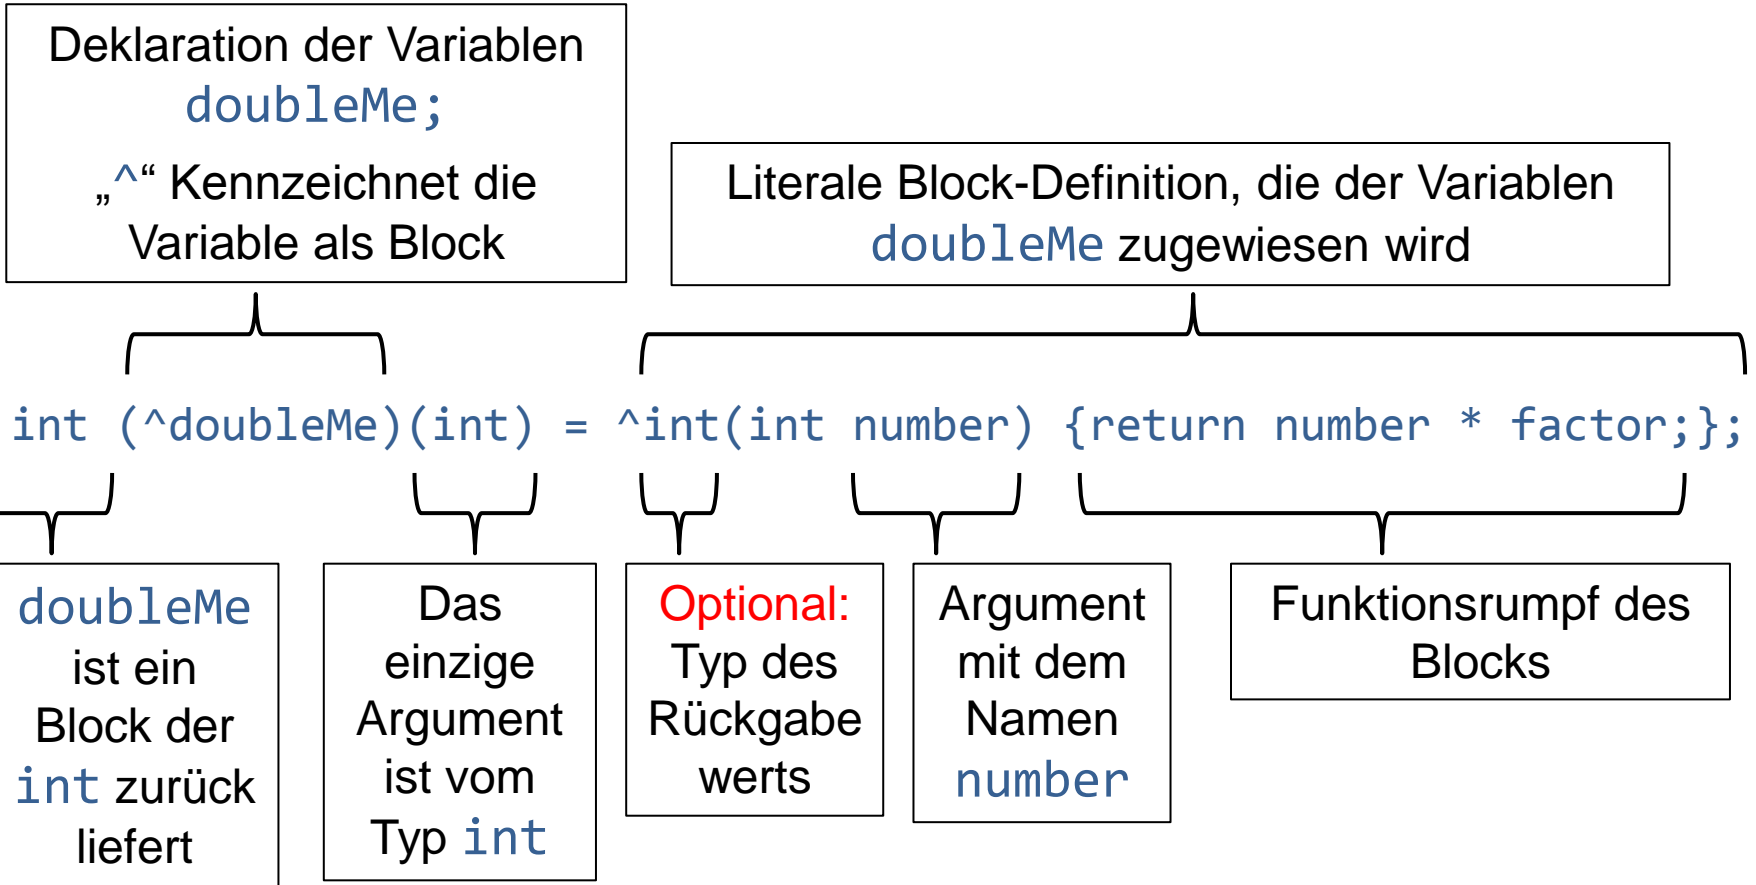 Deklaration der Variablen
doubleMe;
„^“ Kennzeichnet die
Variable als Block
Literale Block-Definition, die der Variablen
doubleMe zugewiesen wird
int (^doubleMe)(int) = ^int(int number) {return number * factor;};
doubleMe
ist ein
Block der
int zurück
liefert
Das
einzige
Argument
ist vom
Typ int
Optional:
Typ des
Rückgabe
werts
Argument
mit dem
Namen
number
Funktionsrumpf des
Blocks